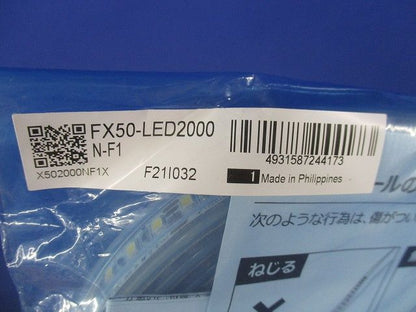 FX50-LED2000
N-F1
X502000NF1X
F21I032
4931587244173
1 Made in Philippines
ールの
次のような行為は、傷がつい
ねじる